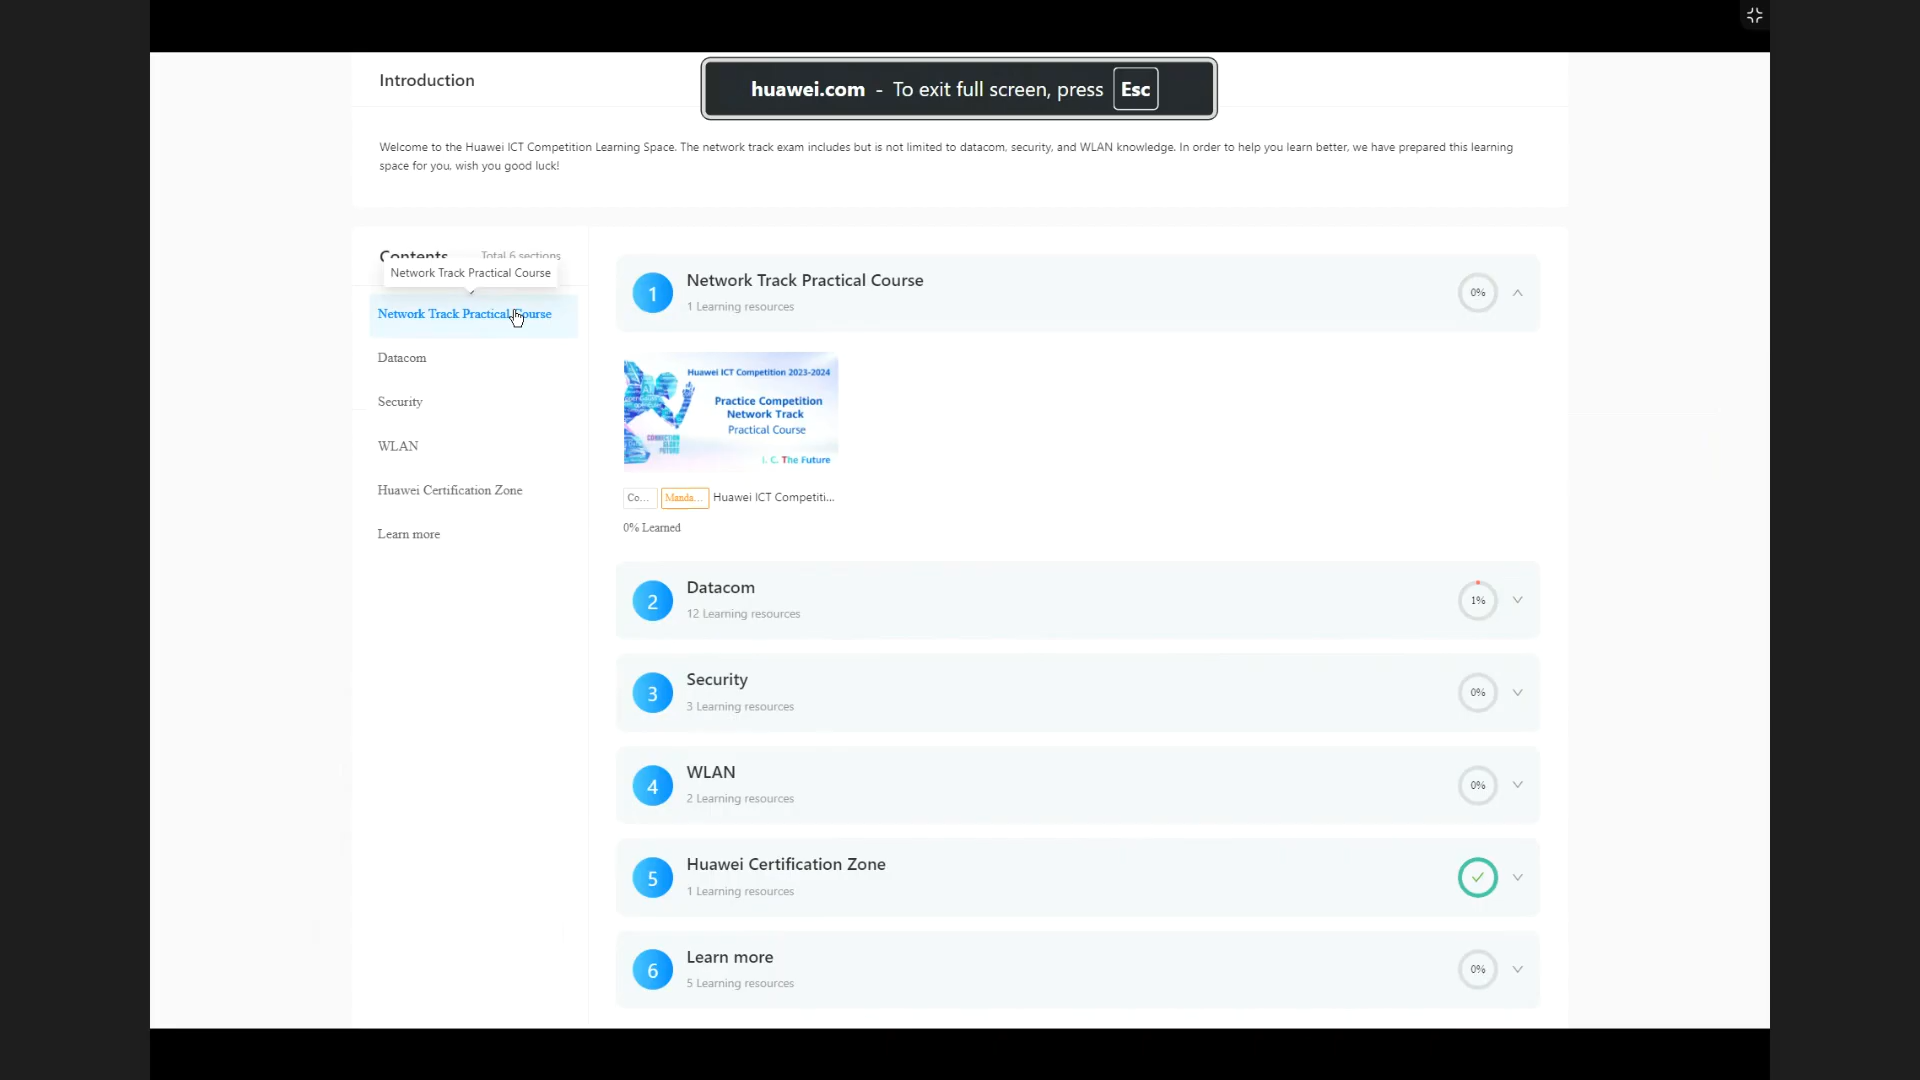 Introduction
huawei.com - To exit full screen, press Esc
Welcome to the Huawei ICT Competition Learning Space. The network track exam includes but is not limited to datacom, security, and WLAN knowledge. In order to help you learn better, we have prepared this learning
space for you. wish you good luck!
Contents Total 6 sections
Network Track Practical Course
Network Track Practical Course
Datacom
Security
WLAN
Huawei Certification Zone
Learn more
1 Network Track Practical Course
1 Learning resources
0%
Huawei ICT Competition 2023-2024
Practice Competition
Network Track
Practical Course
CONNECTION
GLORY
FUTURE
I. C. The Future
Co... Manda... Huawei ICT Competiti...
0% Learned
2 Datacom
12 Learning resources
1%
3 Security
3 Learning resources
0%
4 WLAN
2 Learning resources
0%
5 Huawei Certification Zone
1 Learning resources
6 Learn more
5 Learning resources
0%